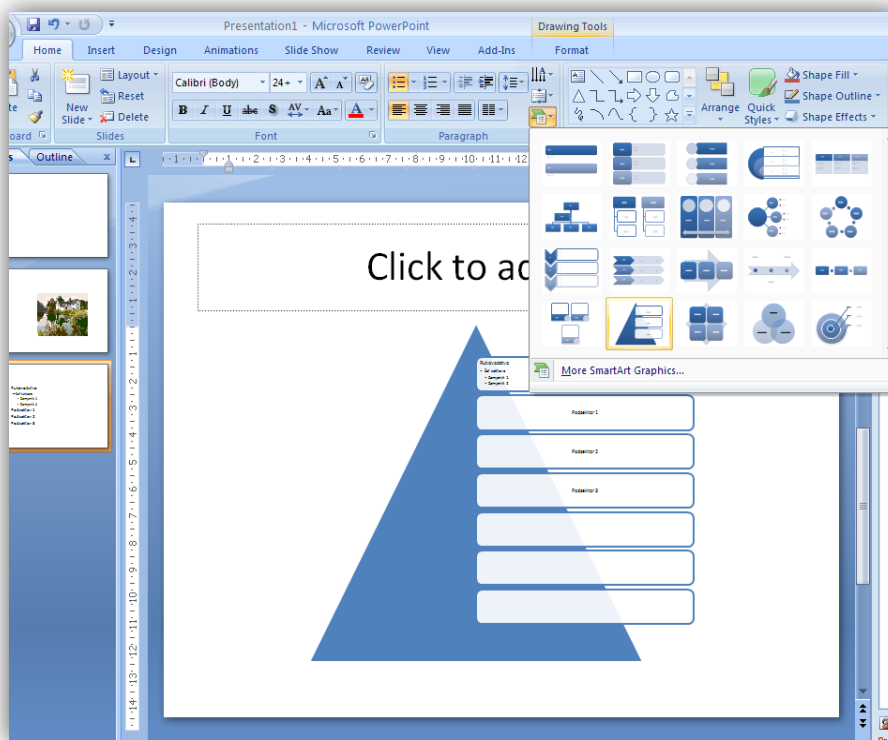 Presentation1 - Microsoft PowerPoint
Drawing Tools
Home Insert Design Animations Slide Show Review View Add-Ins Format
Layout
Reset
Delete
New
Slide
Slides
Calibri (Body) 24+ A A
B I U abc S AV Aa A
Font
Paragraph
Arrange
Quick
Styles
Shape Fill
Shape Outline
Shape Effects
Outline x
Click to ad
Podsektor 1
Podsektor 2
Podsektor 3
More SmartArt Graphics...